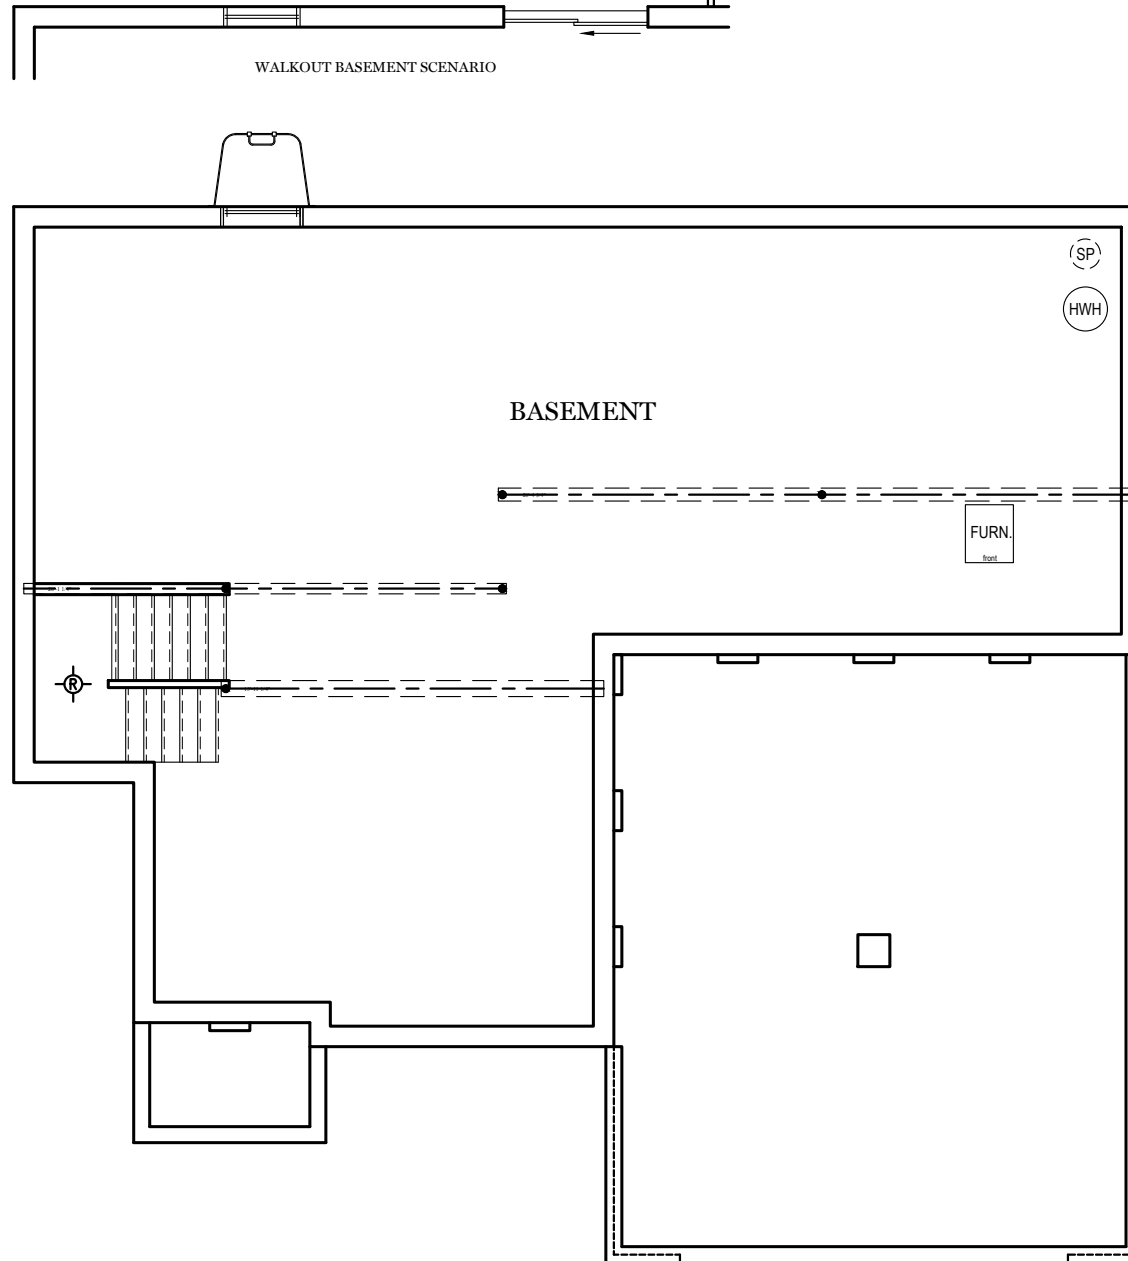 WALKOUT BASEMENT SCENARIO
SP
HWH
BASEMENT
FURN.
front
R